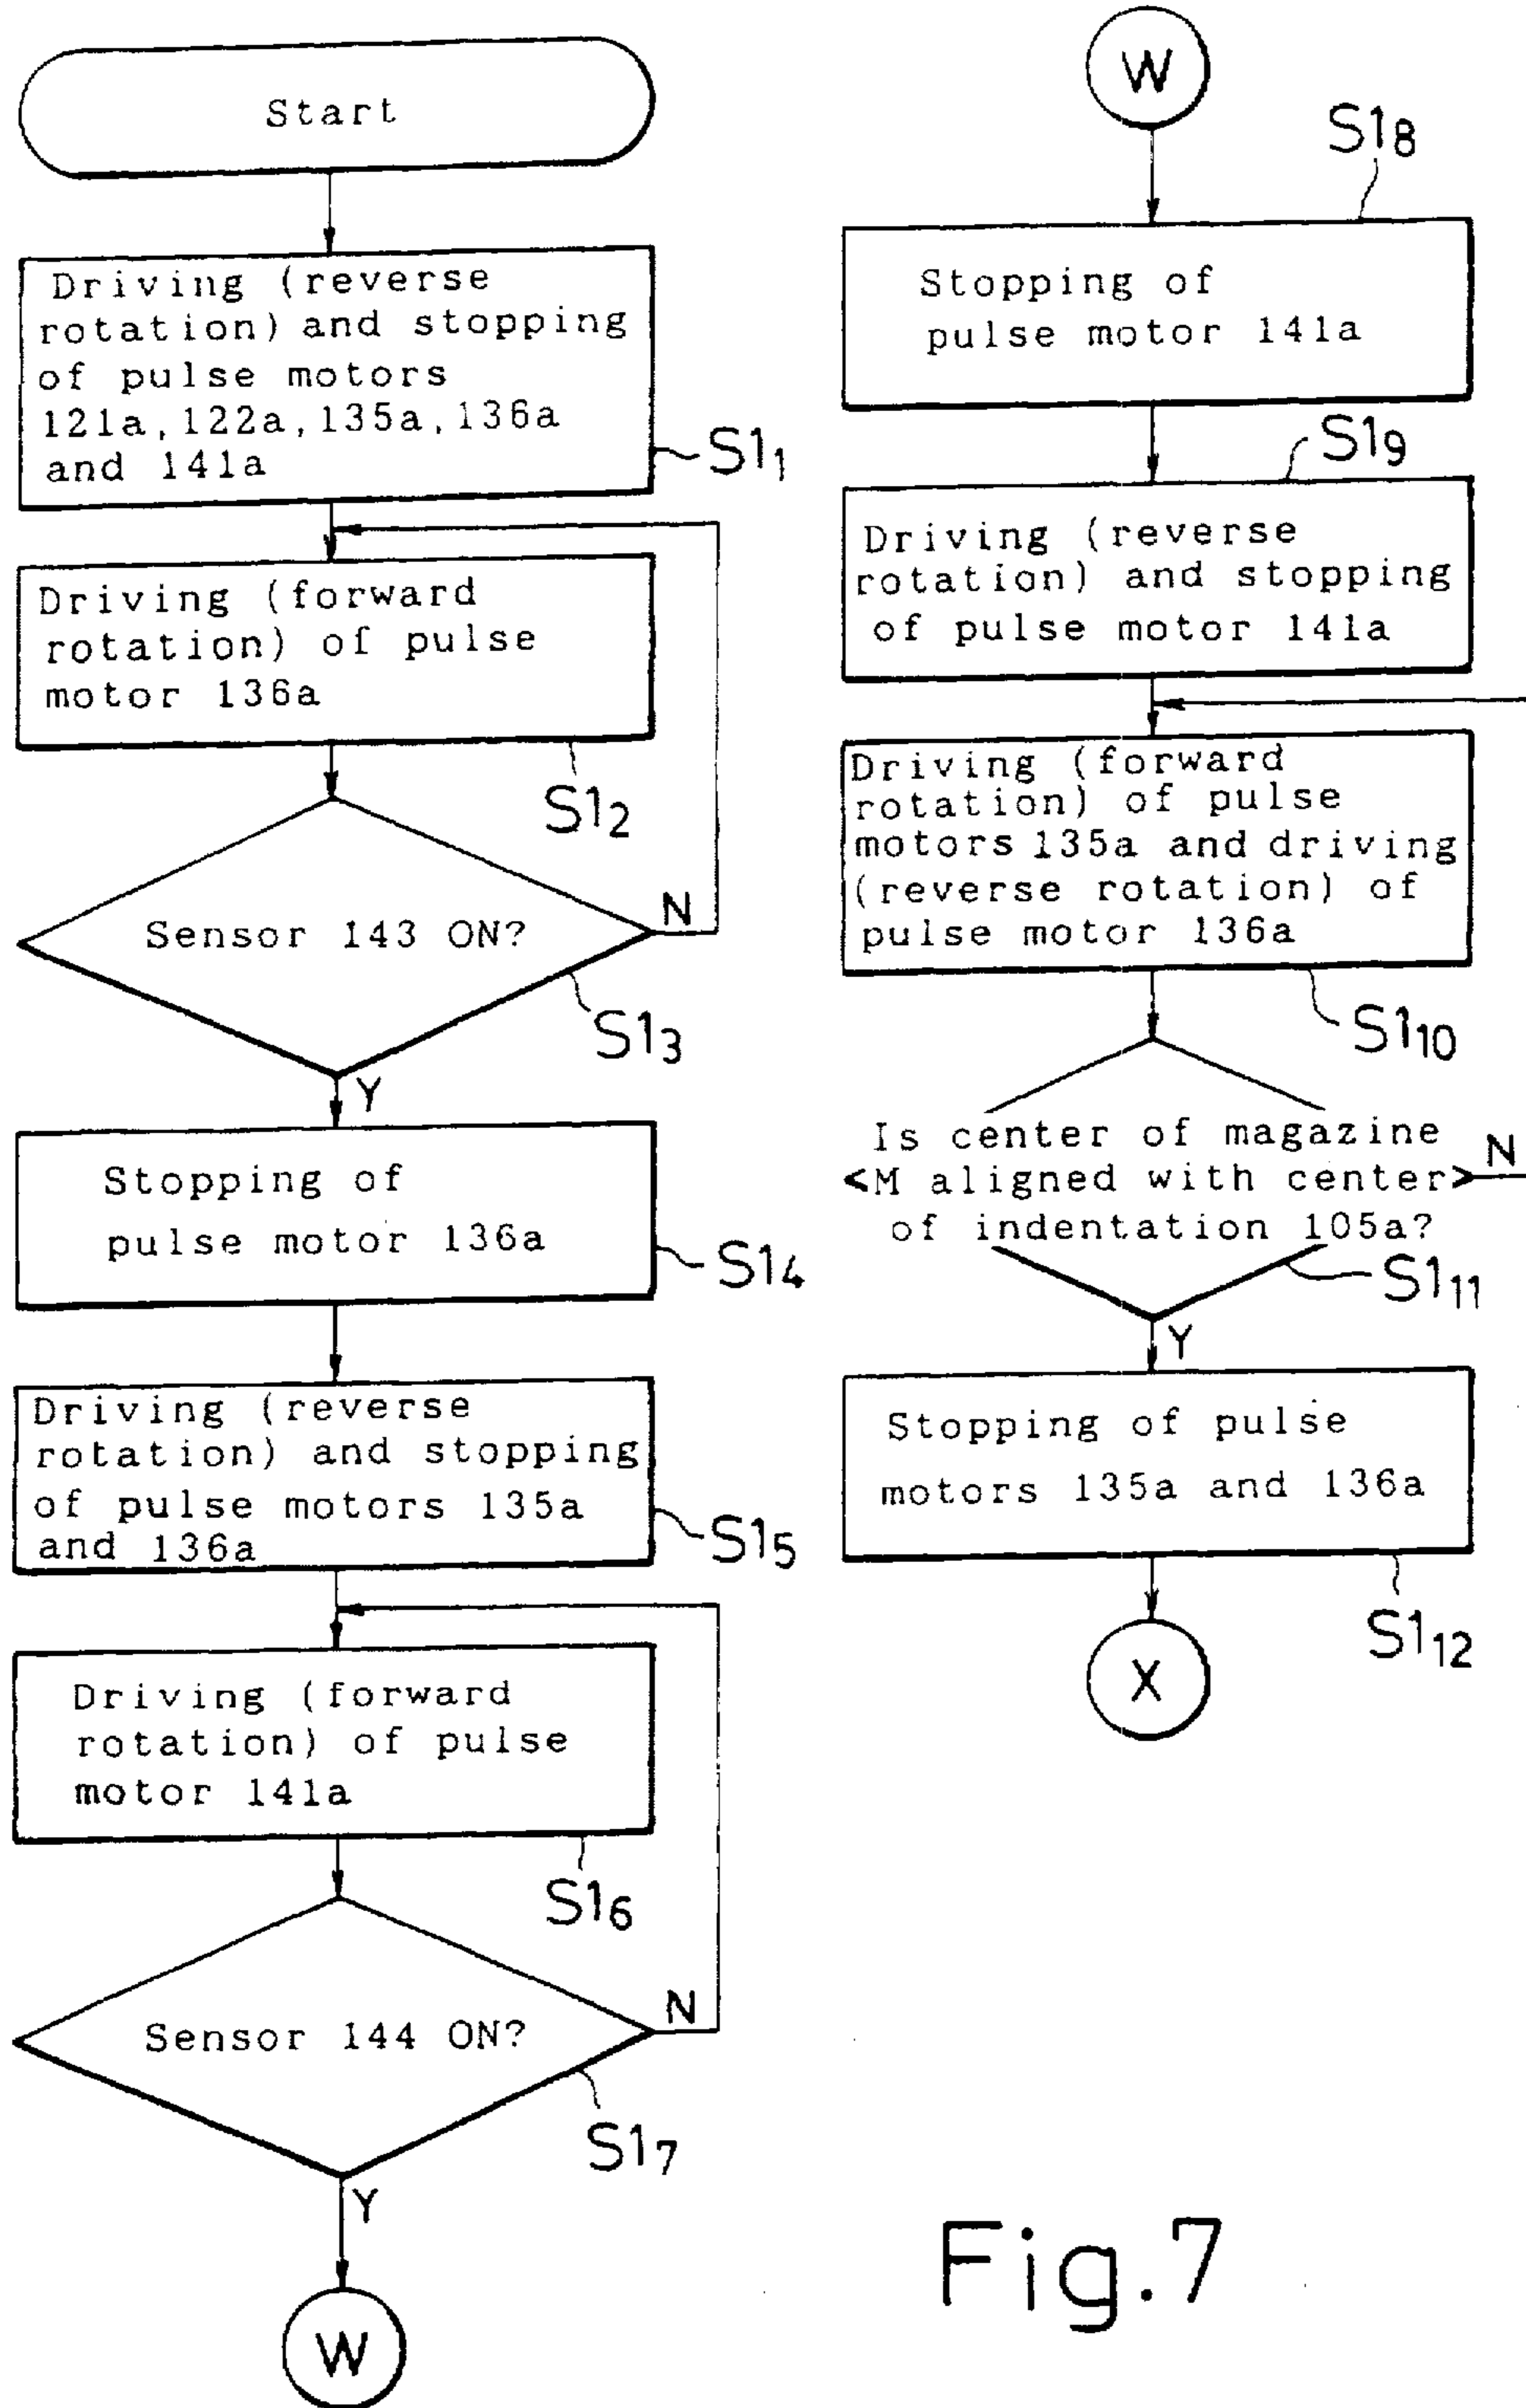 Start
Driving (reverse
rotation) and stopping
of pulse motors
121a, 122a, 135a, 136a
and 141a
S1₁
Driving (forward
rotation) of pulse
motor 136a
S1₂
Sensor 143 ON?
N
S1₃
Y
Stopping of
pulse motor 136a
S1₄
Driving (reverse
rotation) and stopping
of pulse motors 135a
and 136a
S1₅
Driving (forward
rotation) of pulse
motor 141a
S1₆
Sensor 144 ON?
N
S1₇
Y
W
W
S1₈
Stopping of
pulse motor 141a
S1₉
Driving (reverse
rotation) and stopping
of pulse motor 141a
Driving (forward
rotation) of pulse
motors 135a and driving
(reverse rotation) of
pulse motor 136a
S1₁₀
Is center of magazine
M aligned with center
of indentation 105a?
N
S1₁₁
Y
Stopping of pulse
motors 135a and 136a
S1₁₂
X
Fig.7